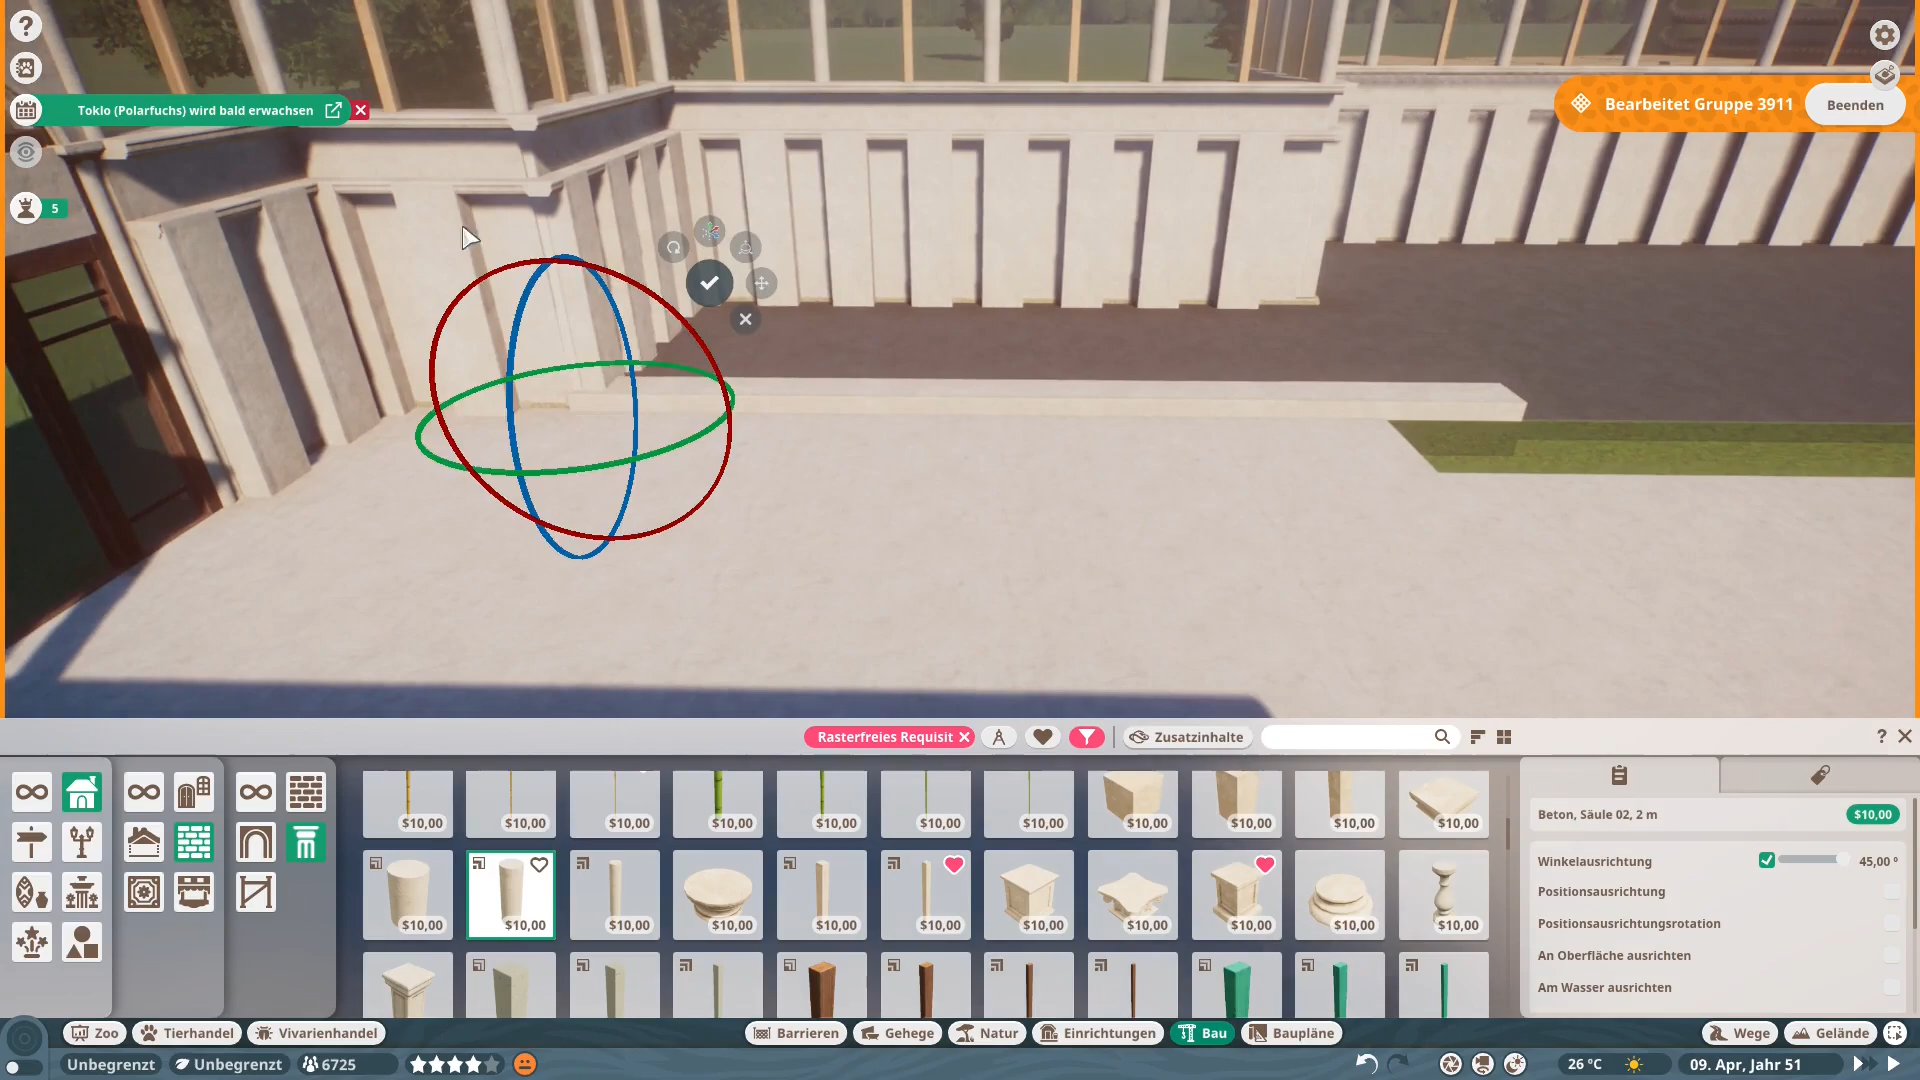 Toklo (Polarfuchs) wird bald erwachsen
Bearbeitet Gruppe 3911
Beenden
5
Rasterfreies Requisit
Zusatzinhalte
?
$10,00 $10,00 $10,00 $10,00 $10,00 $10,00 $10,00 $10,00 $10,00 $10,00 $10,00
$10,00 $10,00 $10,00 $10,00 $10,00 $10,00 $10,00 $10,00 $10,00 $10,00 $10,00
Beton, Säule 02, 2 m
$10,00
Winkelausrichtung
45,00 °
Positionsausrichtung
Positionsausrichtungsrotation
An Oberfläche ausrichten
Am Wasser ausrichten
Zoo
Tierhandel
Vivarienhandel
Barrieren
Gehege
Natur
Einrichtungen
Bau
Baupläne
Wege
Gelände
Unbegrenzt
Unbegrenzt
6725
26 °C
09. Apr, Jahr 51